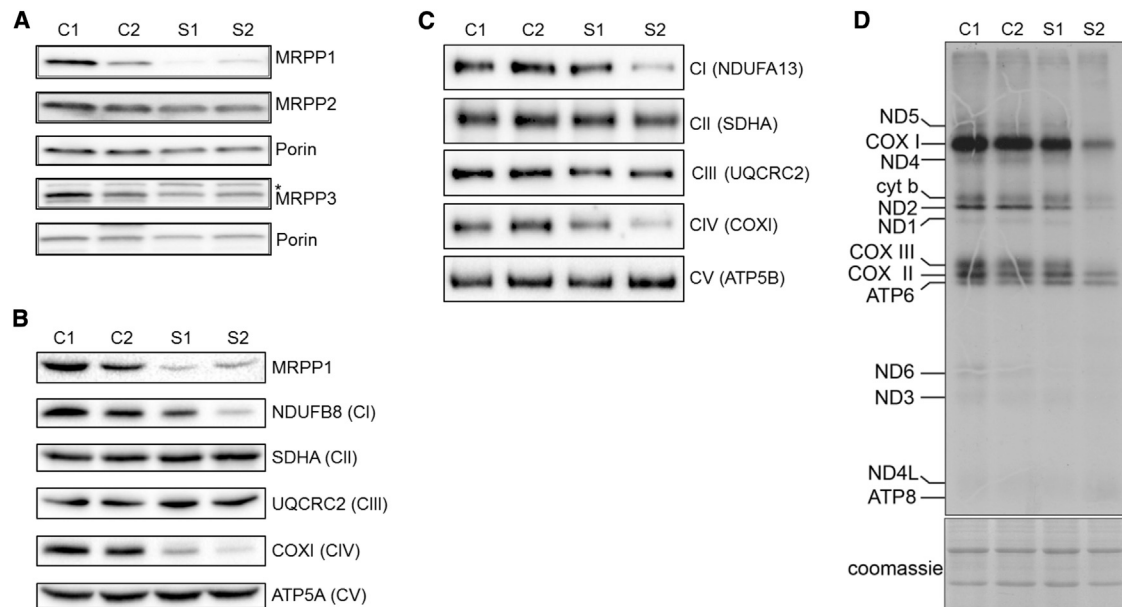 A
C1 C2 S1 S2
MRPP1
MRPP2
Porin
*
MRPP3
Porin
B
C1 C2 S1 S2
MRPP1
NDUFB8 (CI)
SDHA (CII)
UQCRC2 (CIII)
COXI (CIV)
ATP5A (CV)
C
C1 C2 S1 S2
CI (NDUFA13)
CII (SDHA)
CIII (UQCRC2)
CIV (COXI)
CV (ATP5B)
D
C1 C2 S1 S2
ND5
COX I
ND4
cyt b
ND2
ND1
COX III
COX II
ATP6
ND6
ND3
ND4L
ATP8
coomassie